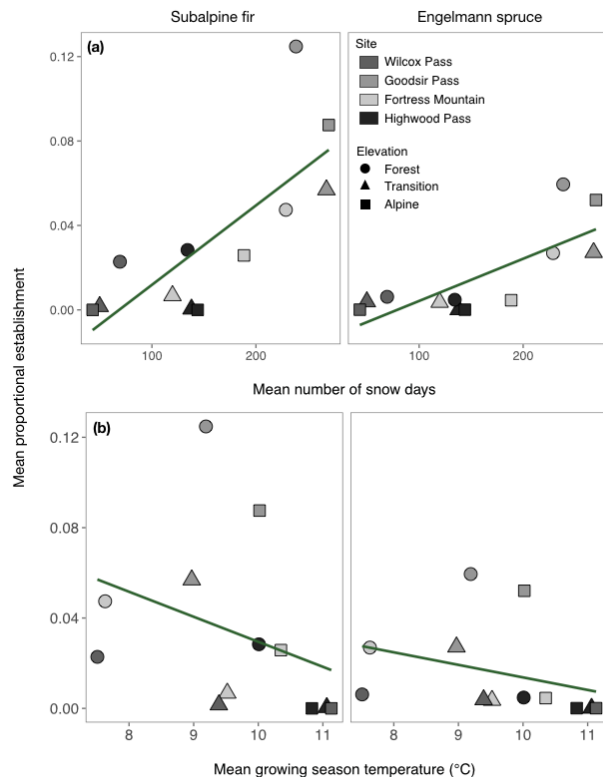 Subalpine fir
Engelmann spruce
(a)
Site
Wilcox Pass
Goodsir Pass
Fortress Mountain
Highwood Pass
Elevation
Forest
Transition
Alpine
0.12
0.08
0.04
0.00
100
200
100
200
Mean number of snow days
Mean proportional establishment
(b)
0.12
0.08
0.04
0.00
8
9
10
11
8
9
10
11
Mean growing season temperature (°C)